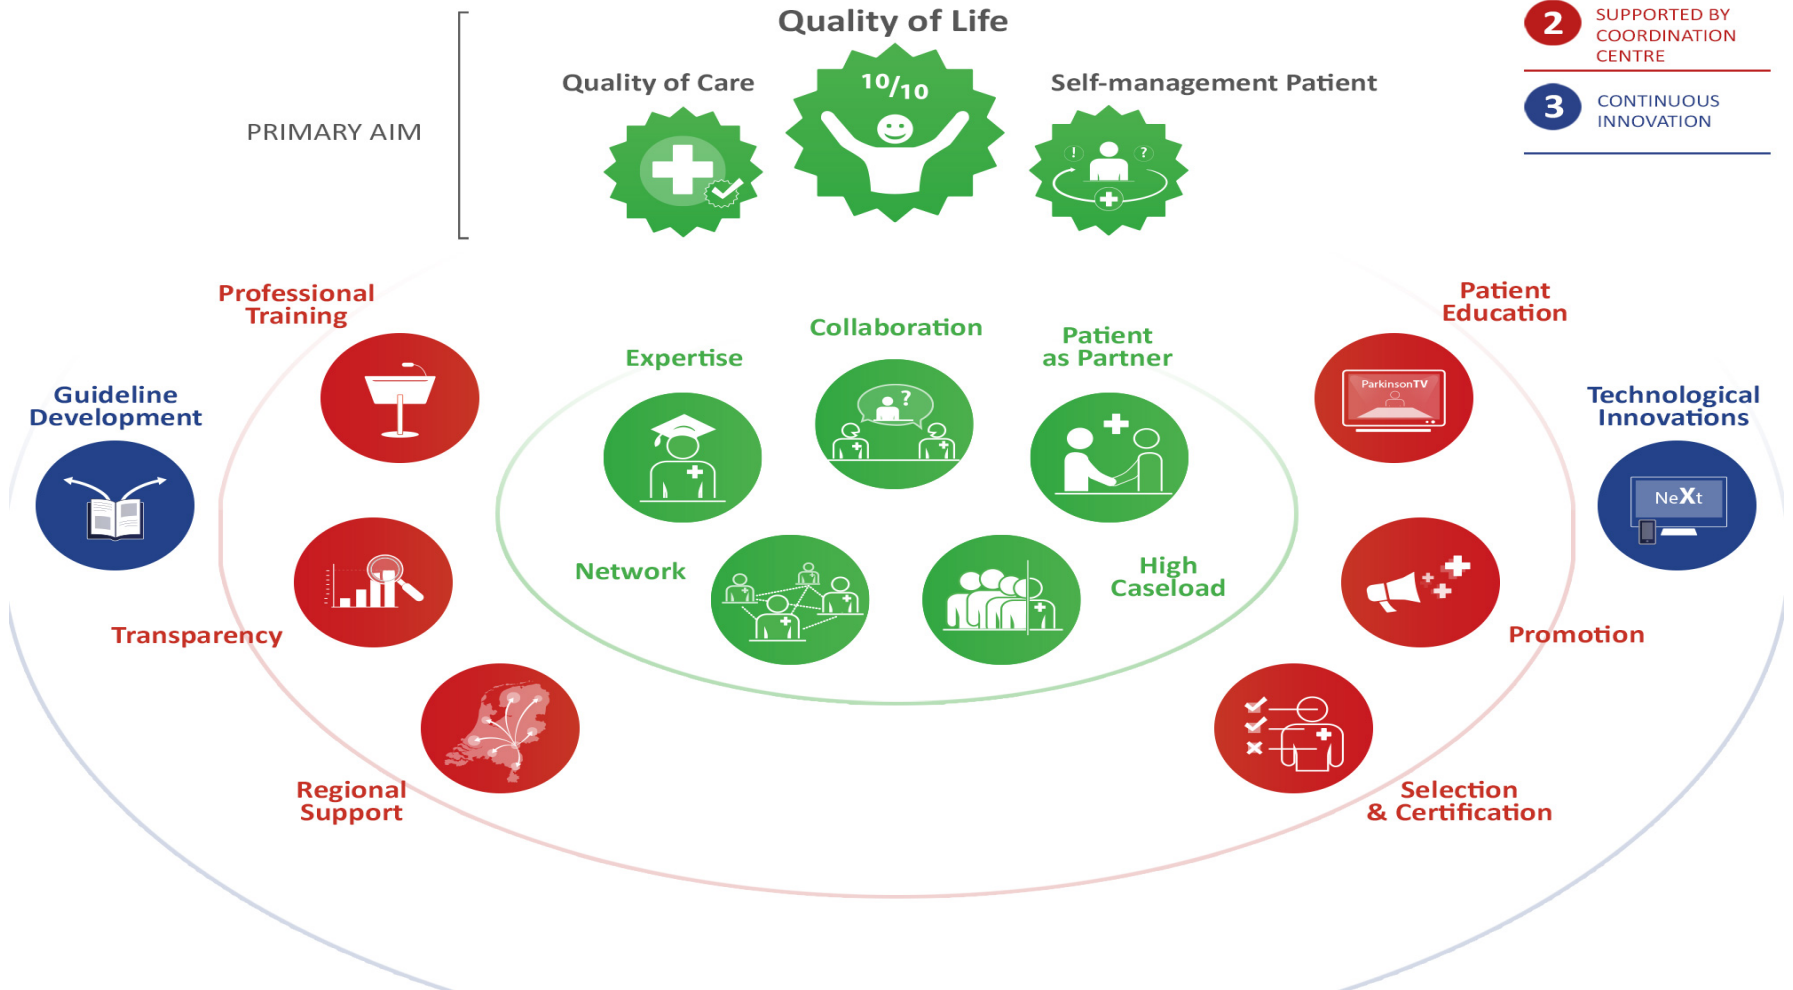 Quality of Life
Quality of Care
10/10
Self-management Patient
! ?
PRIMARY AIM
2
SUPPORTED BY
COORDINATION
CENTRE
3
CONTINUOUS
INNOVATION
Professional
Training
Patient
Education
Collaboration
Expertise
Patient
as Partner
?
ParkinsonTV
Guideline
Development
Technological
Innovations
NeXt
Network
High
Caseload
Transparency
Promotion
Regional
Support
Selection
& Certification